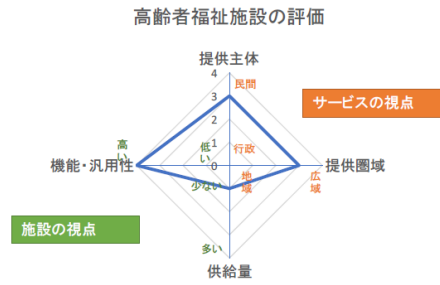 高齢者福祉施設の評価
提供主体
4
民間
3
サービスの視点
2
高い
低い
1
行政
機能・汎用性
0
提供圏域
少ない
地域
広域
施設の視点
多い
供給量